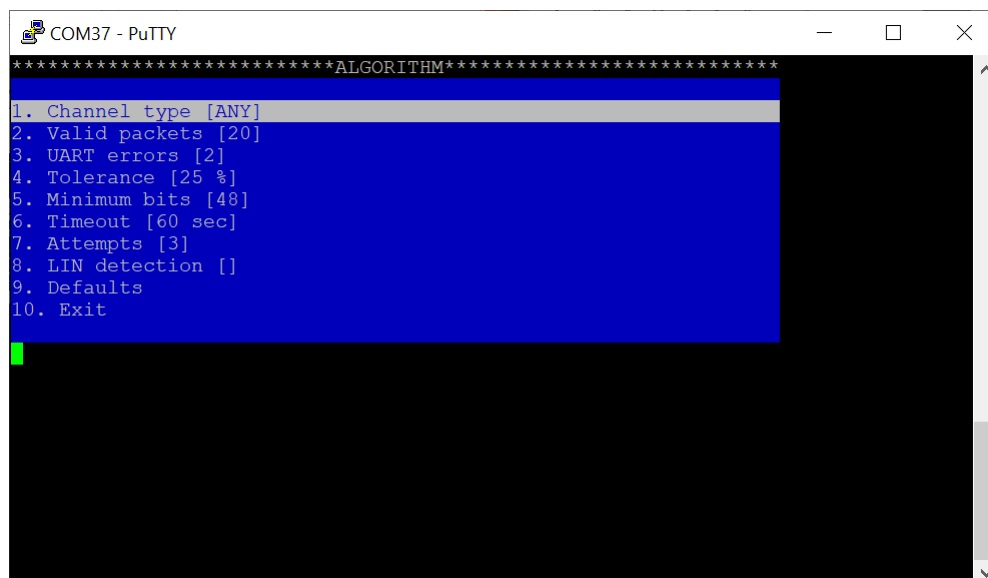 COM37 - PuTTY
***************************ALGORITHM****************************
1. Channel type [ANY]
2. Valid packets [20]
3. UART errors [2]
4. Tolerance [25 %]
5. Minimum bits [48]
6. Timeout [60 sec]
7. Attempts [3]
8. LIN detection []
9. Defaults
10. Exit